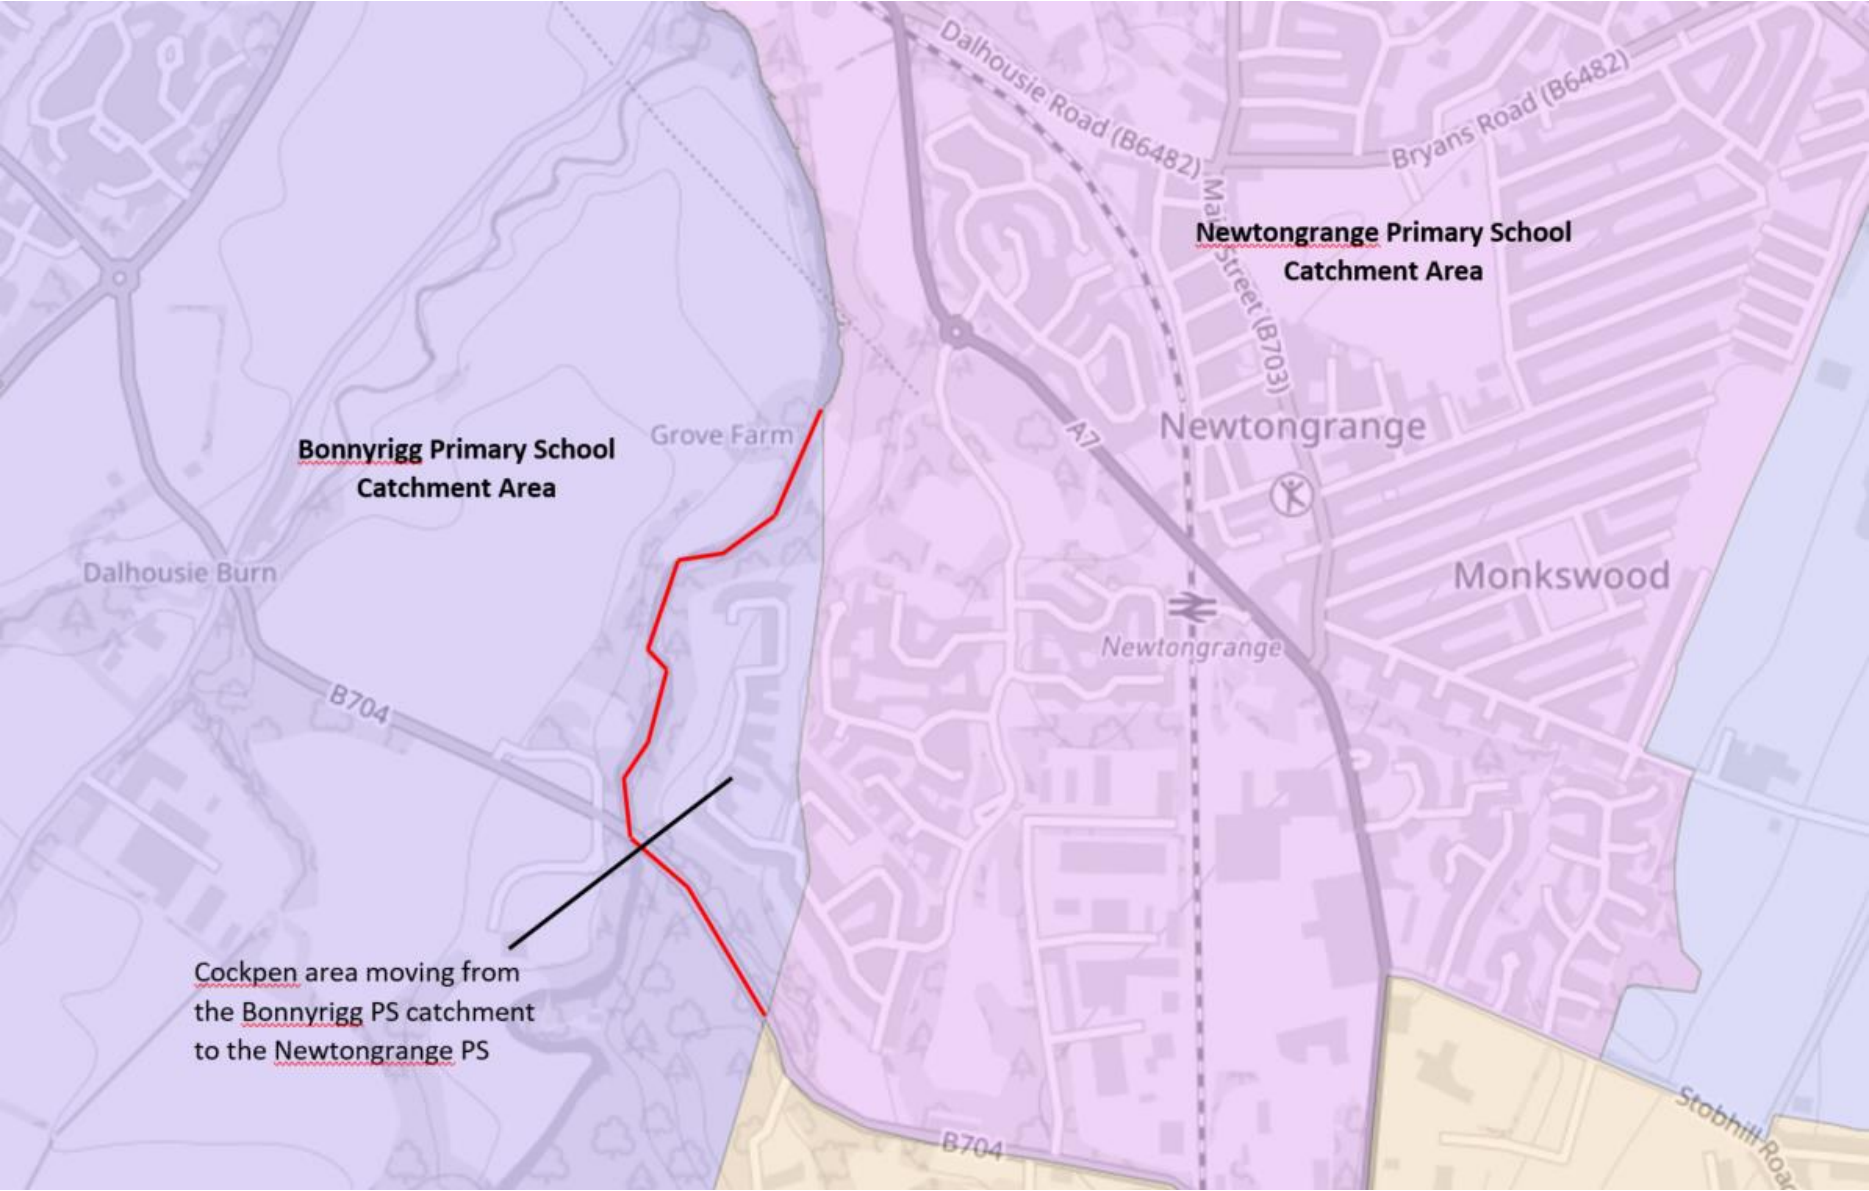 Dalhousie Road (B6482)
Bryans Road (B6482)
Main Street (B703)
Newtongrange Primary School
Catchment Area
Newtongrange
A7
Bonnyrigg Primary School
Catchment Area
Grove Farm
Dalhousie Burn
Monkswood
Newtongrange
B704
Cockpen area moving from
the Bonnyrigg PS catchment
to the Newtongrange PS
B704
Stobhill Road